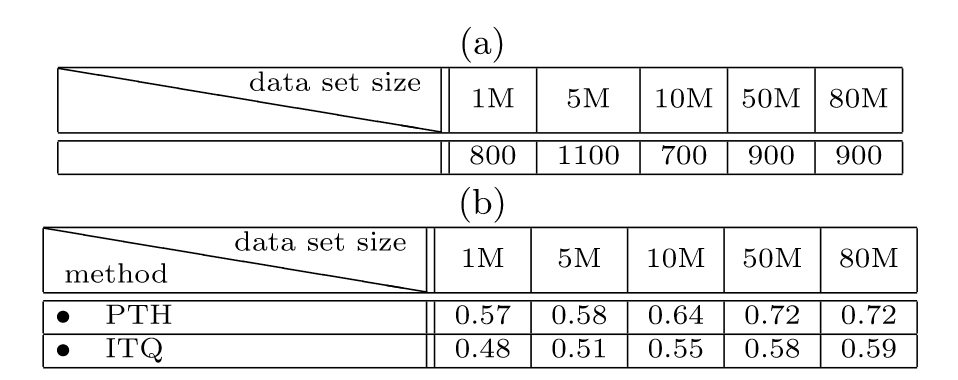 (a)
data set size 1M 5M 10M 50M 80M
800 1100 700 900 900
(b)
data set size
method 1M 5M 10M 50M 80M
• PTH 0.57 0.58 0.64 0.72 0.72
• ITQ 0.48 0.51 0.55 0.58 0.59